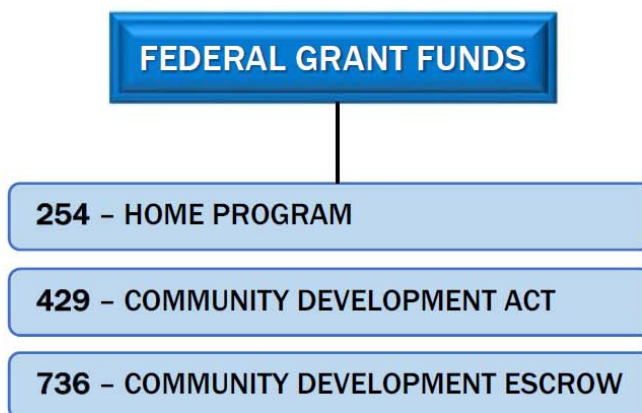 FEDERAL GRANT FUNDS
254 – HOME PROGRAM
429 – COMMUNITY DEVELOPMENT ACT
736 – COMMUNITY DEVELOPMENT ESCROW